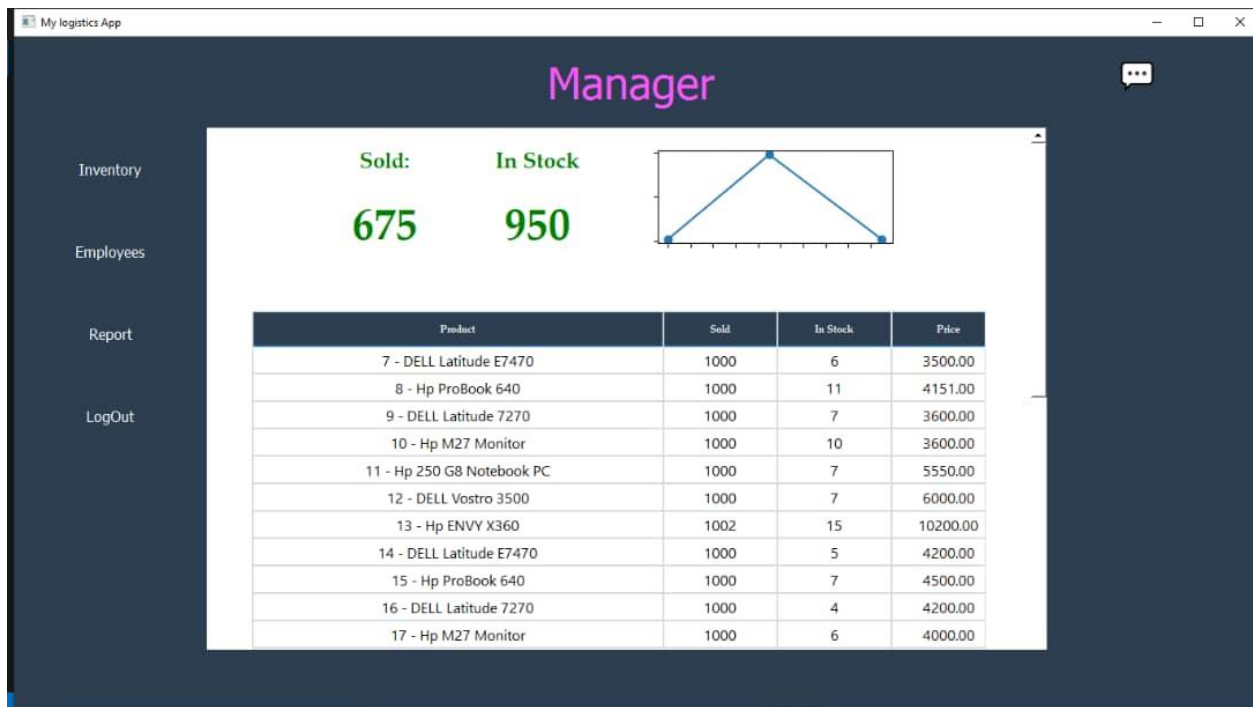 My logistics App
Manager
Inventory
Employees
Report
LogOut
Sold: In Stock
675 950
Product Sold In Stock Price
7 - DELL Latitude E7470 1000 6 3500.00
8 - Hp ProBook 640 1000 11 4151.00
9 - DELL Latitude 7270 1000 7 3600.00
10 - Hp M27 Monitor 1000 10 3600.00
11 - Hp 250 G8 Notebook PC 1000 7 5550.00
12 - DELL Vostro 3500 1000 7 6000.00
13 - Hp ENVY X360 1002 15 10200.00
14 - DELL Latitude E7470 1000 5 4200.00
15 - Hp ProBook 640 1000 7 4500.00
16 - DELL Latitude 7270 1000 4 4200.00
17 - Hp M27 Monitor 1000 6 4000.00